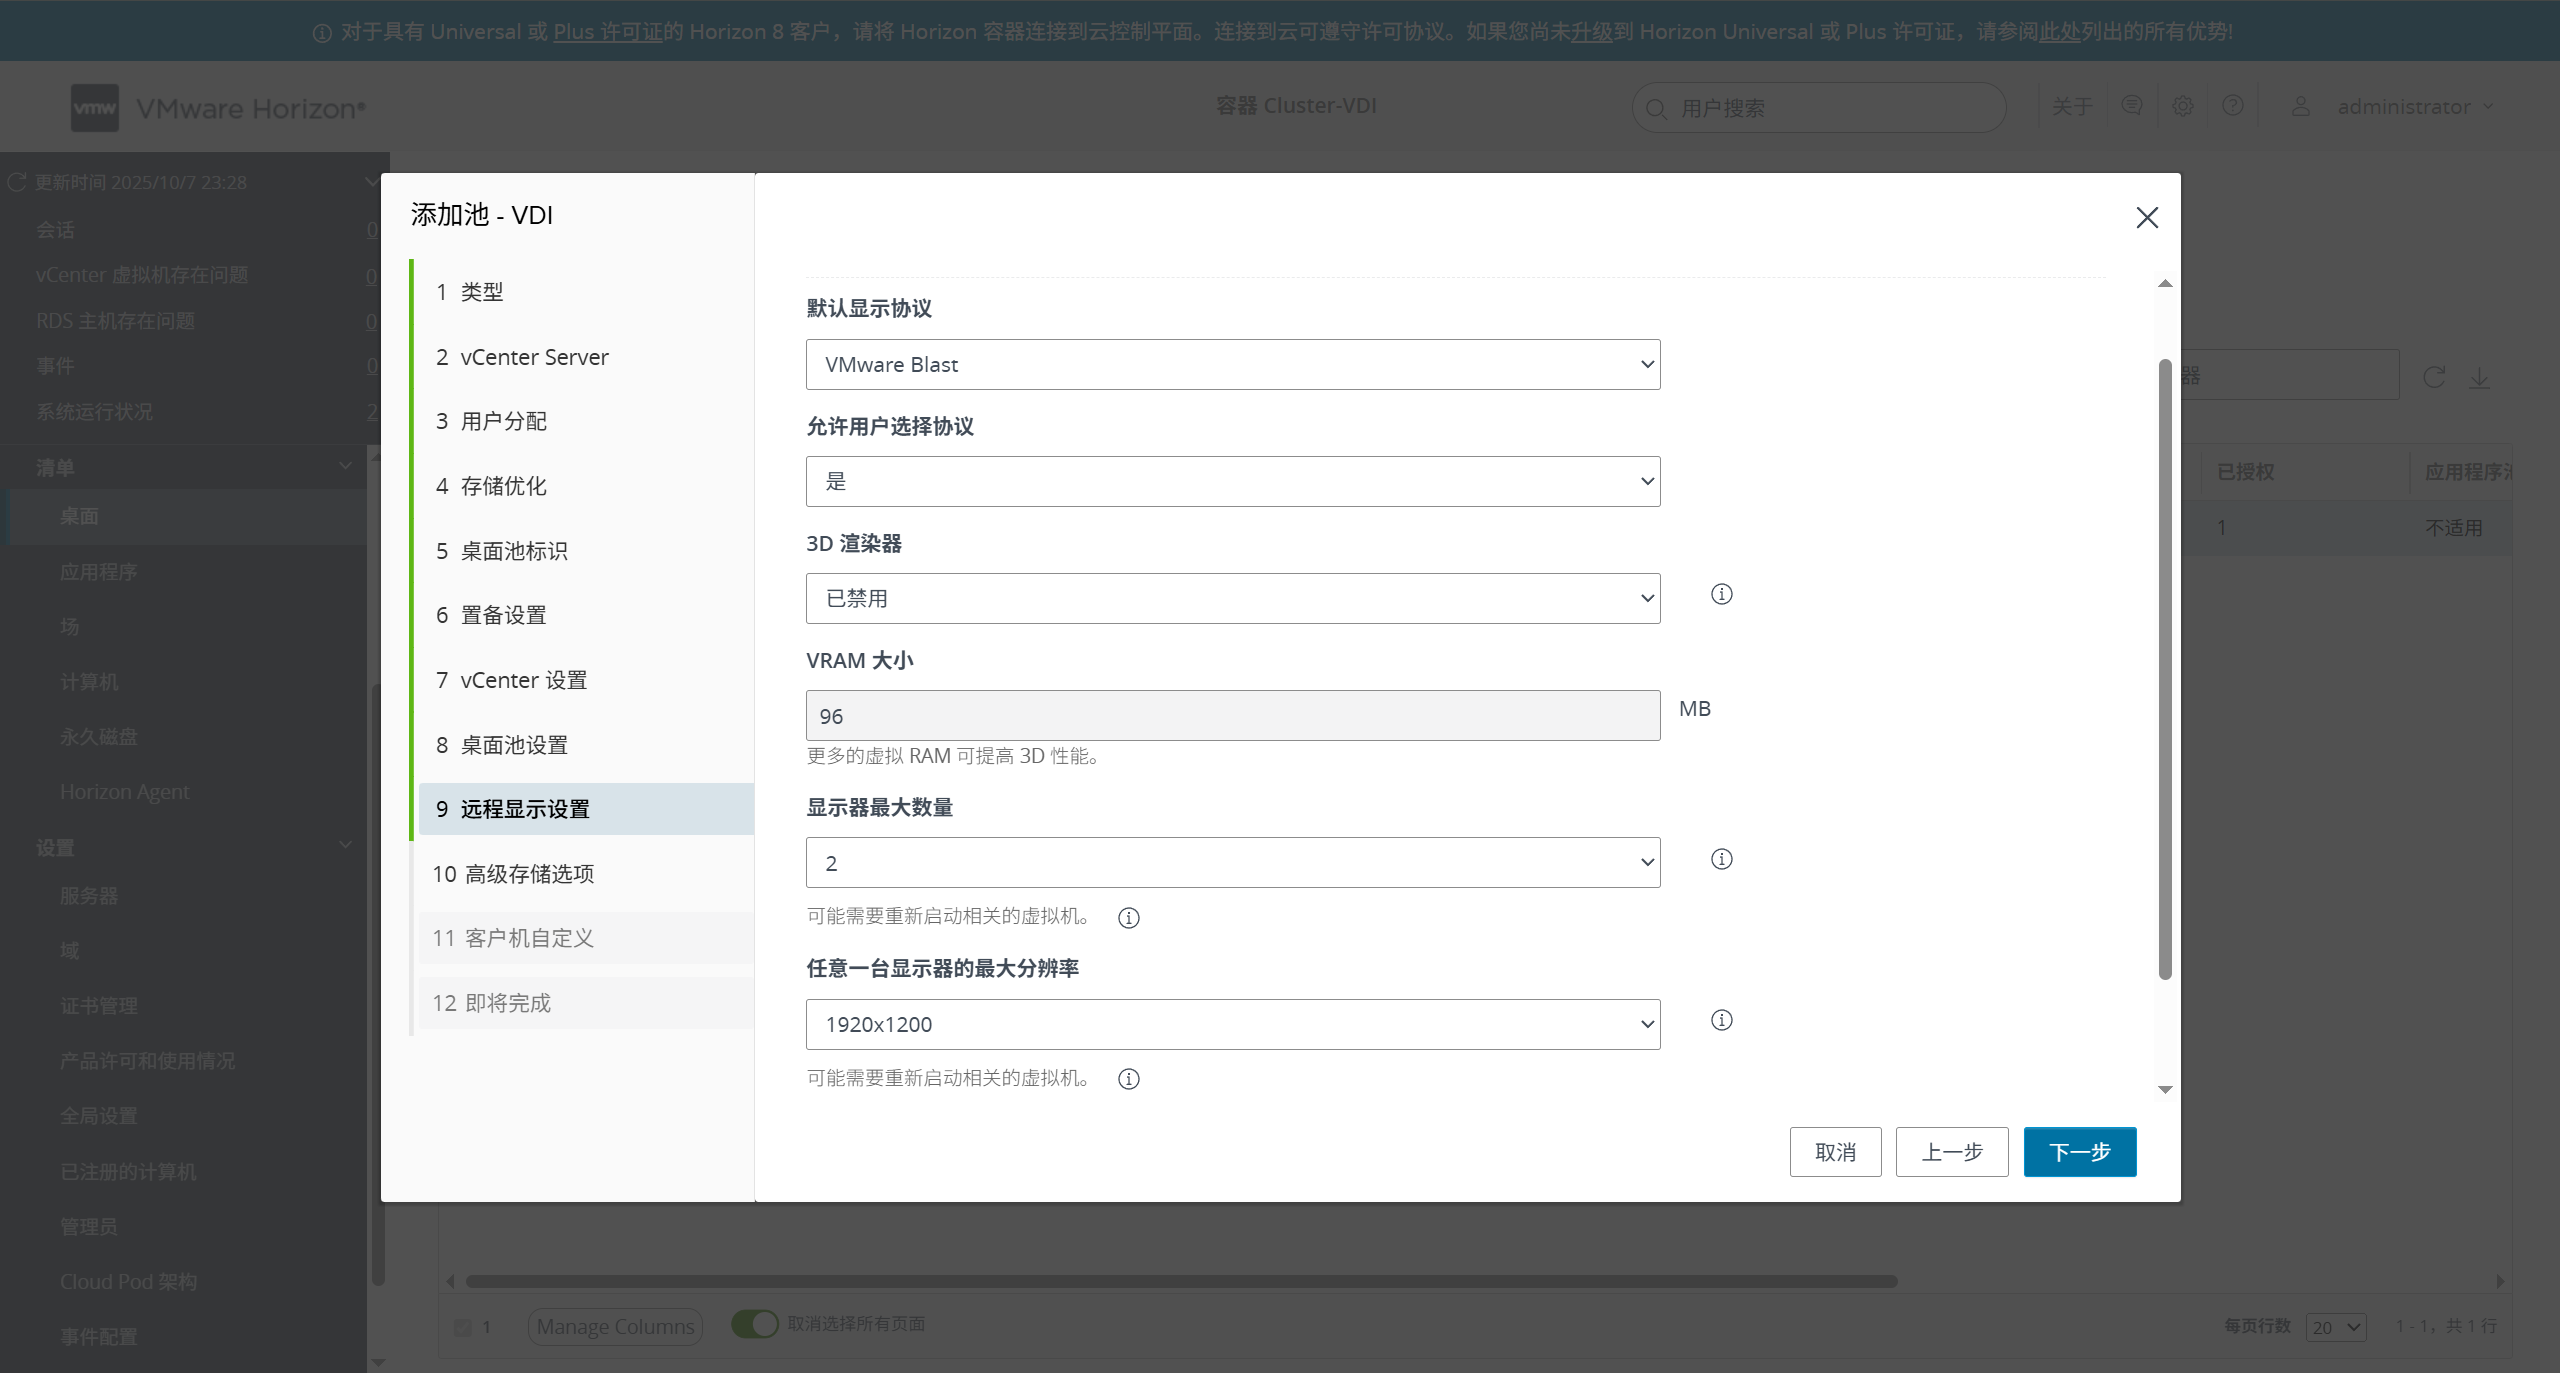 对于具有 Universal 或 Plus 许可证的 Horizon 8 客户，请将 Horizon 容器连接到云控制平面。连接到云可遵守许可协议。如果您尚未升级到 Horizon Universal 或 Plus 许可证，请参阅此处列出的所有优势!
vmw VMware Horizon®
容器 Cluster-VDI
用户搜索
关于
administrator
更新时间 2025/10/7 23:28
会话 0
vCenter 虚拟机存在问题 0
RDS 主机存在问题 0
事件 0
系统运行状况 2
清单
桌面
应用程序
场
计算机
永久磁盘
Horizon Agent
设置
服务器
域
证书管理
产品许可和使用情况
全局设置
已注册的计算机
管理员
Cloud Pod 架构
事件配置
添加池 - VDI
1 类型
2 vCenter Server
3 用户分配
4 存储优化
5 桌面池标识
6 置备设置
7 vCenter 设置
8 桌面池设置
9 远程显示设置
10 高级存储选项
11 客户机自定义
12 即将完成
默认显示协议
VMware Blast
允许用户选择协议
是
3D 渲染器
已禁用
VRAM 大小
96 MB
更多的虚拟 RAM 可提高 3D 性能。
显示器最大数量
2
可能需要重新启动相关的虚拟机。
任意一台显示器的最大分辨率
1920x1200
可能需要重新启动相关的虚拟机。
取消 上一步 下一步
器
已授权 应用程序
1 不适用
1 Manage Columns 取消选择所有页面
每页行数 20 1 - 1，共 1 行